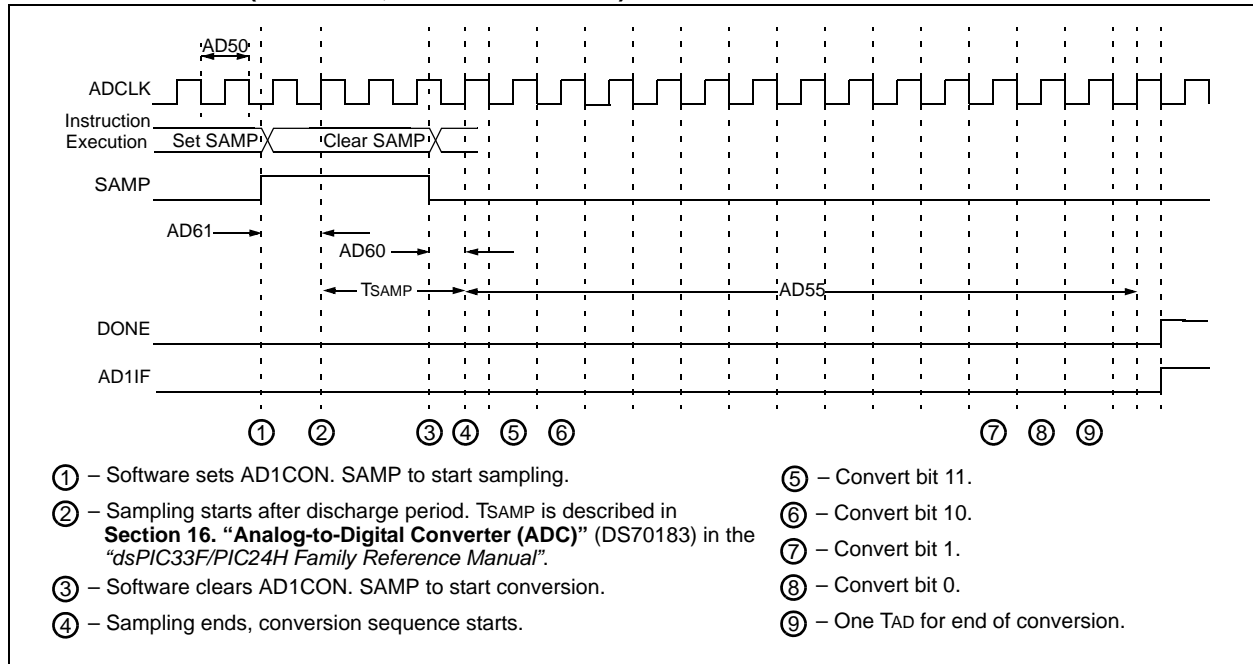 AD50
ADCLK
Instruction
Execution
Set SAMP
Clear SAMP
SAMP
AD61
AD60
TSAMP
AD55
DONE
AD1IF
1 2 3 4 5 6 7 8 9
1 – Software sets AD1CON. SAMP to start sampling.
2 – Sampling starts after discharge period. TSAMP is described in
Section 16. “Analog-to-Digital Converter (ADC)” (DS70183) in the
“dsPIC33F/PIC24H Family Reference Manual”.
3 – Software clears AD1CON. SAMP to start conversion.
4 – Sampling ends, conversion sequence starts.
5 – Convert bit 11.
6 – Convert bit 10.
7 – Convert bit 1.
8 – Convert bit 0.
9 – One TAD for end of conversion.